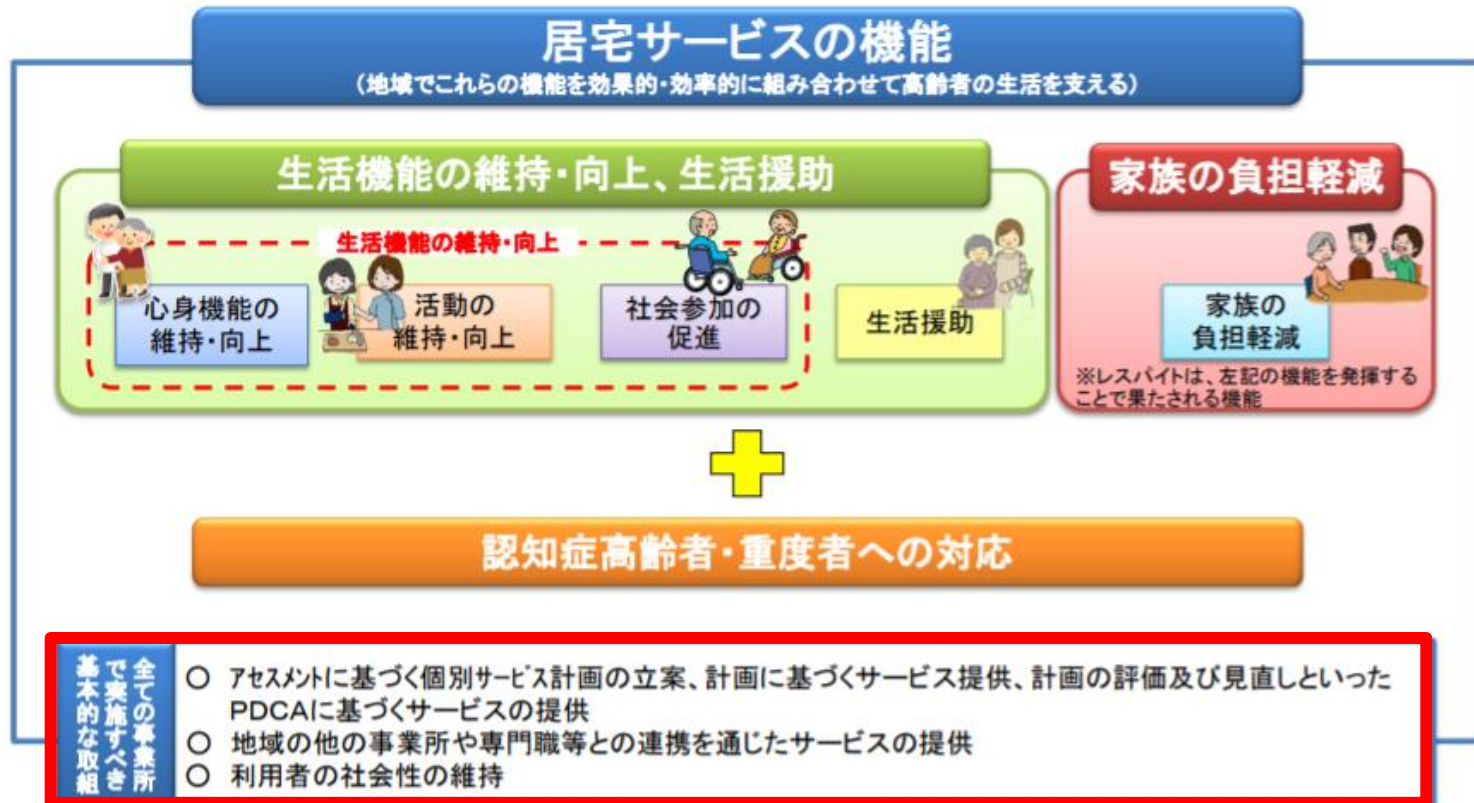 居宅サービスの機能
(地域でこれらの機能を効果的・効率的に組み合わせて高齢者の生活を支える)
生活機能の維持・向上、生活援助
家族の負担軽減
生活機能の維持・向上
心身機能の
維持・向上
活動の
維持・向上
社会参加の
促進
生活援助
家族の
負担軽減
※レスパイトは、左記の機能を発揮する
ことで果たされる機能
認知症高齢者・重度者への対応
全ての事業所
で実施すべき
基本的な取組
○ アセスメントに基づく個別サービス計画の立案、計画に基づくサービス提供、計画の評価及び見直しといった
PDCAに基づくサービスの提供
○ 地域の他の事業所や専門職等との連携を通じたサービスの提供
○ 利用者の社会性の維持